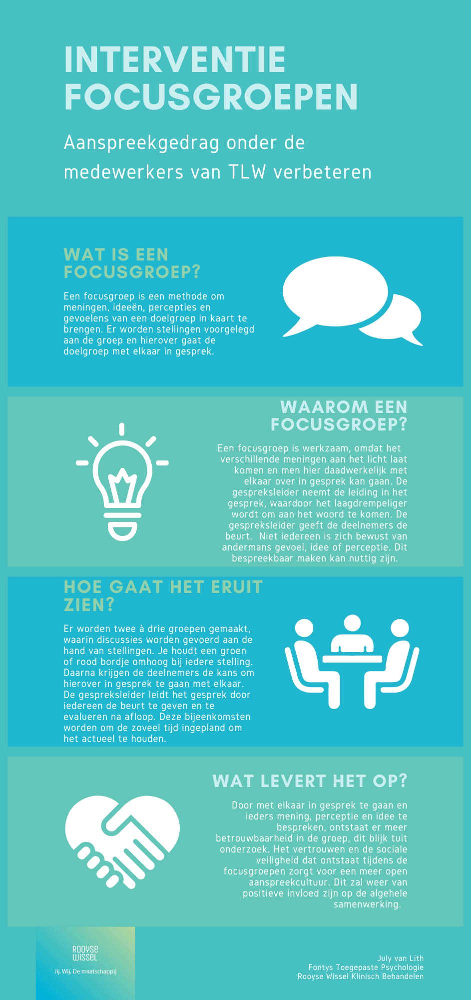 INTERVENTIE
FOCUSGROEPEN
Aanspreekgedrag onder de
medewerkers van TLW verbeteren
WAT IS EEN
FOCUSGROEP?
Een focusgroep is een methode om
meningen, ideeën, percepties en
gevoelens van een doelgroep in kaart te
brengen. Er worden stellingen voorgelegd
aan de groep en hierover gaat de
doelgroep met elkaar in gesprek.
WAAROM EEN
FOCUSGROEP?
Een focusgroep is werkzaam, omdat het
verschillende meningen aan het licht laat
komen en men hier daadwerkelijk met
elkaar over in gesprek kan gaan. De
gespreksleider neemt de leiding in het
gesprek, waardoor het laagdrempeliger
wordt om aan het woord te komen. De
gespreksleider geeft de deelnemers de
beurt. Niet iedereen is zich bewust van
andermans gevoel, idee of perceptie. Dit
bespreekbaar maken kan nuttig zijn.
HOE GAAT HET ERUIT
ZIEN?
Er worden twee à drie groepen gemaakt,
waarin discussies worden gevoerd aan de
hand van stellingen. Je houdt een groen
of rood bordje omhoog bij iedere stelling.
Daarna krijgen de deelnemers de kans om
hierover in gesprek te gaan met elkaar.
De gespreksleider leidt het gesprek door
iedereen de beurt te geven en te
evalueren na afloop. Deze bijeenkomsten
worden om de zoveel tijd ingepland om
het actueel te houden.
WAT LEVERT HET OP?
Door met elkaar in gesprek te gaan en
ieders mening, perceptie en idee te
bespreken, ontstaat er meer
betrouwbaarheid in de groep, dit blijk tuit
onderzoek. Het vertrouwen en de sociale
veiligheid dat ontstaat tijdens de
focusgroepen zorgt voor een meer open
aanspreekcultuur. Dit zal weer van
positieve invloed zijn op de algehele
samenwerking.
ROOYSE
WISSEL
Jij. Wij. De maatschappij
July van Lith
Fontys Toegepaste Psychologie
Rooyse Wissel Klinisch Behandelen